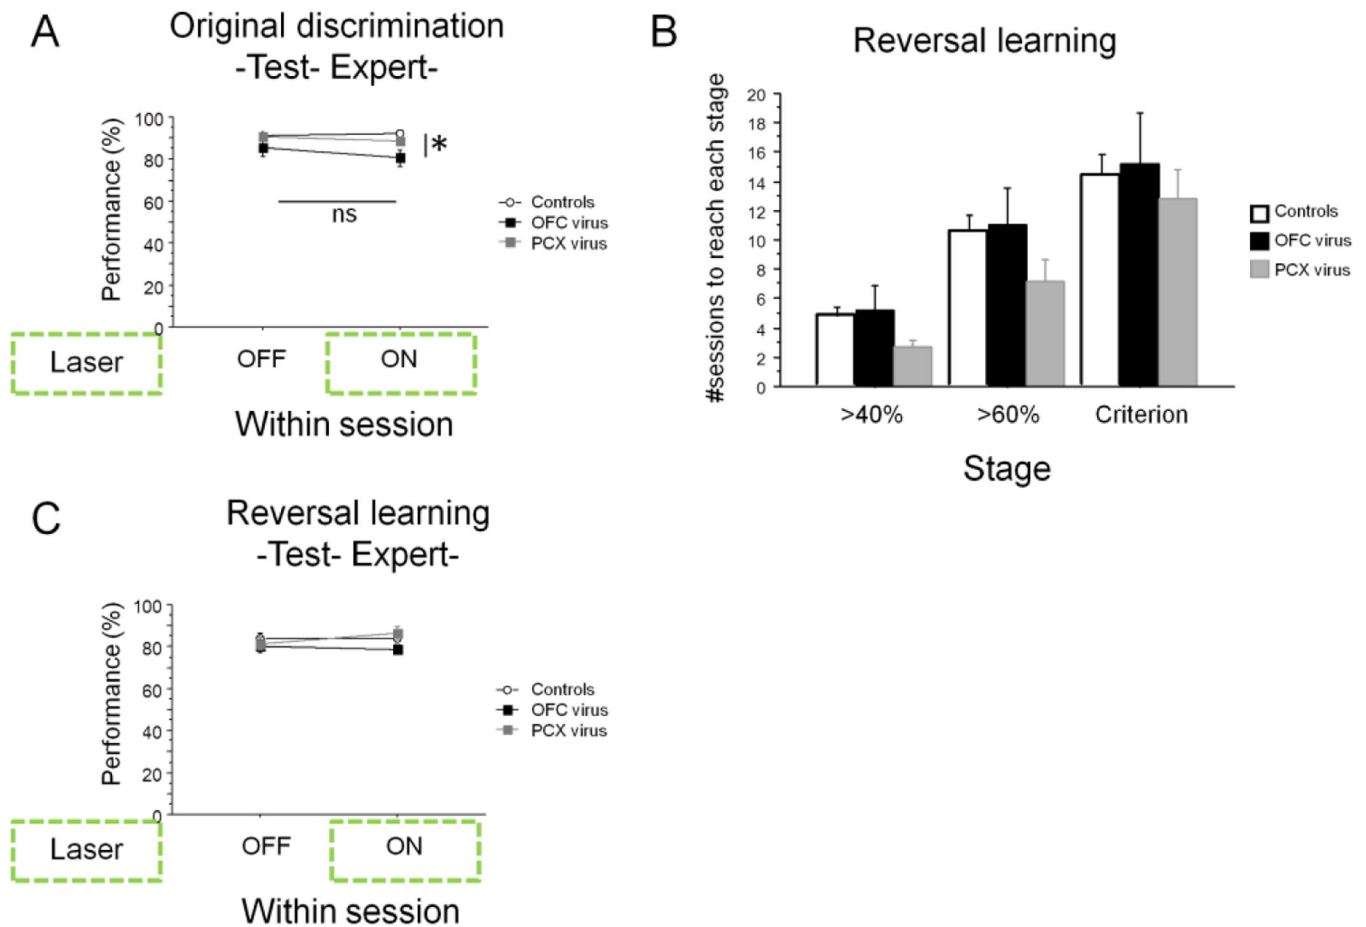 A
Original discrimination
-Test- Expert-
Performance (%)
100
80
60
40
20
0
*
ns
Controls
OFC virus
PCX virus
Laser
OFF
ON
Within session
B
Reversal learning
#sessions to reach each stage
20
18
16
14
12
10
8
6
4
2
0
>40%
>60%
Criterion
Stage
Controls
OFC virus
PCX virus
C
Reversal learning
-Test- Expert-
Performance (%)
100
80
60
40
20
0
Controls
OFC virus
PCX virus
Laser
OFF
ON
Within session